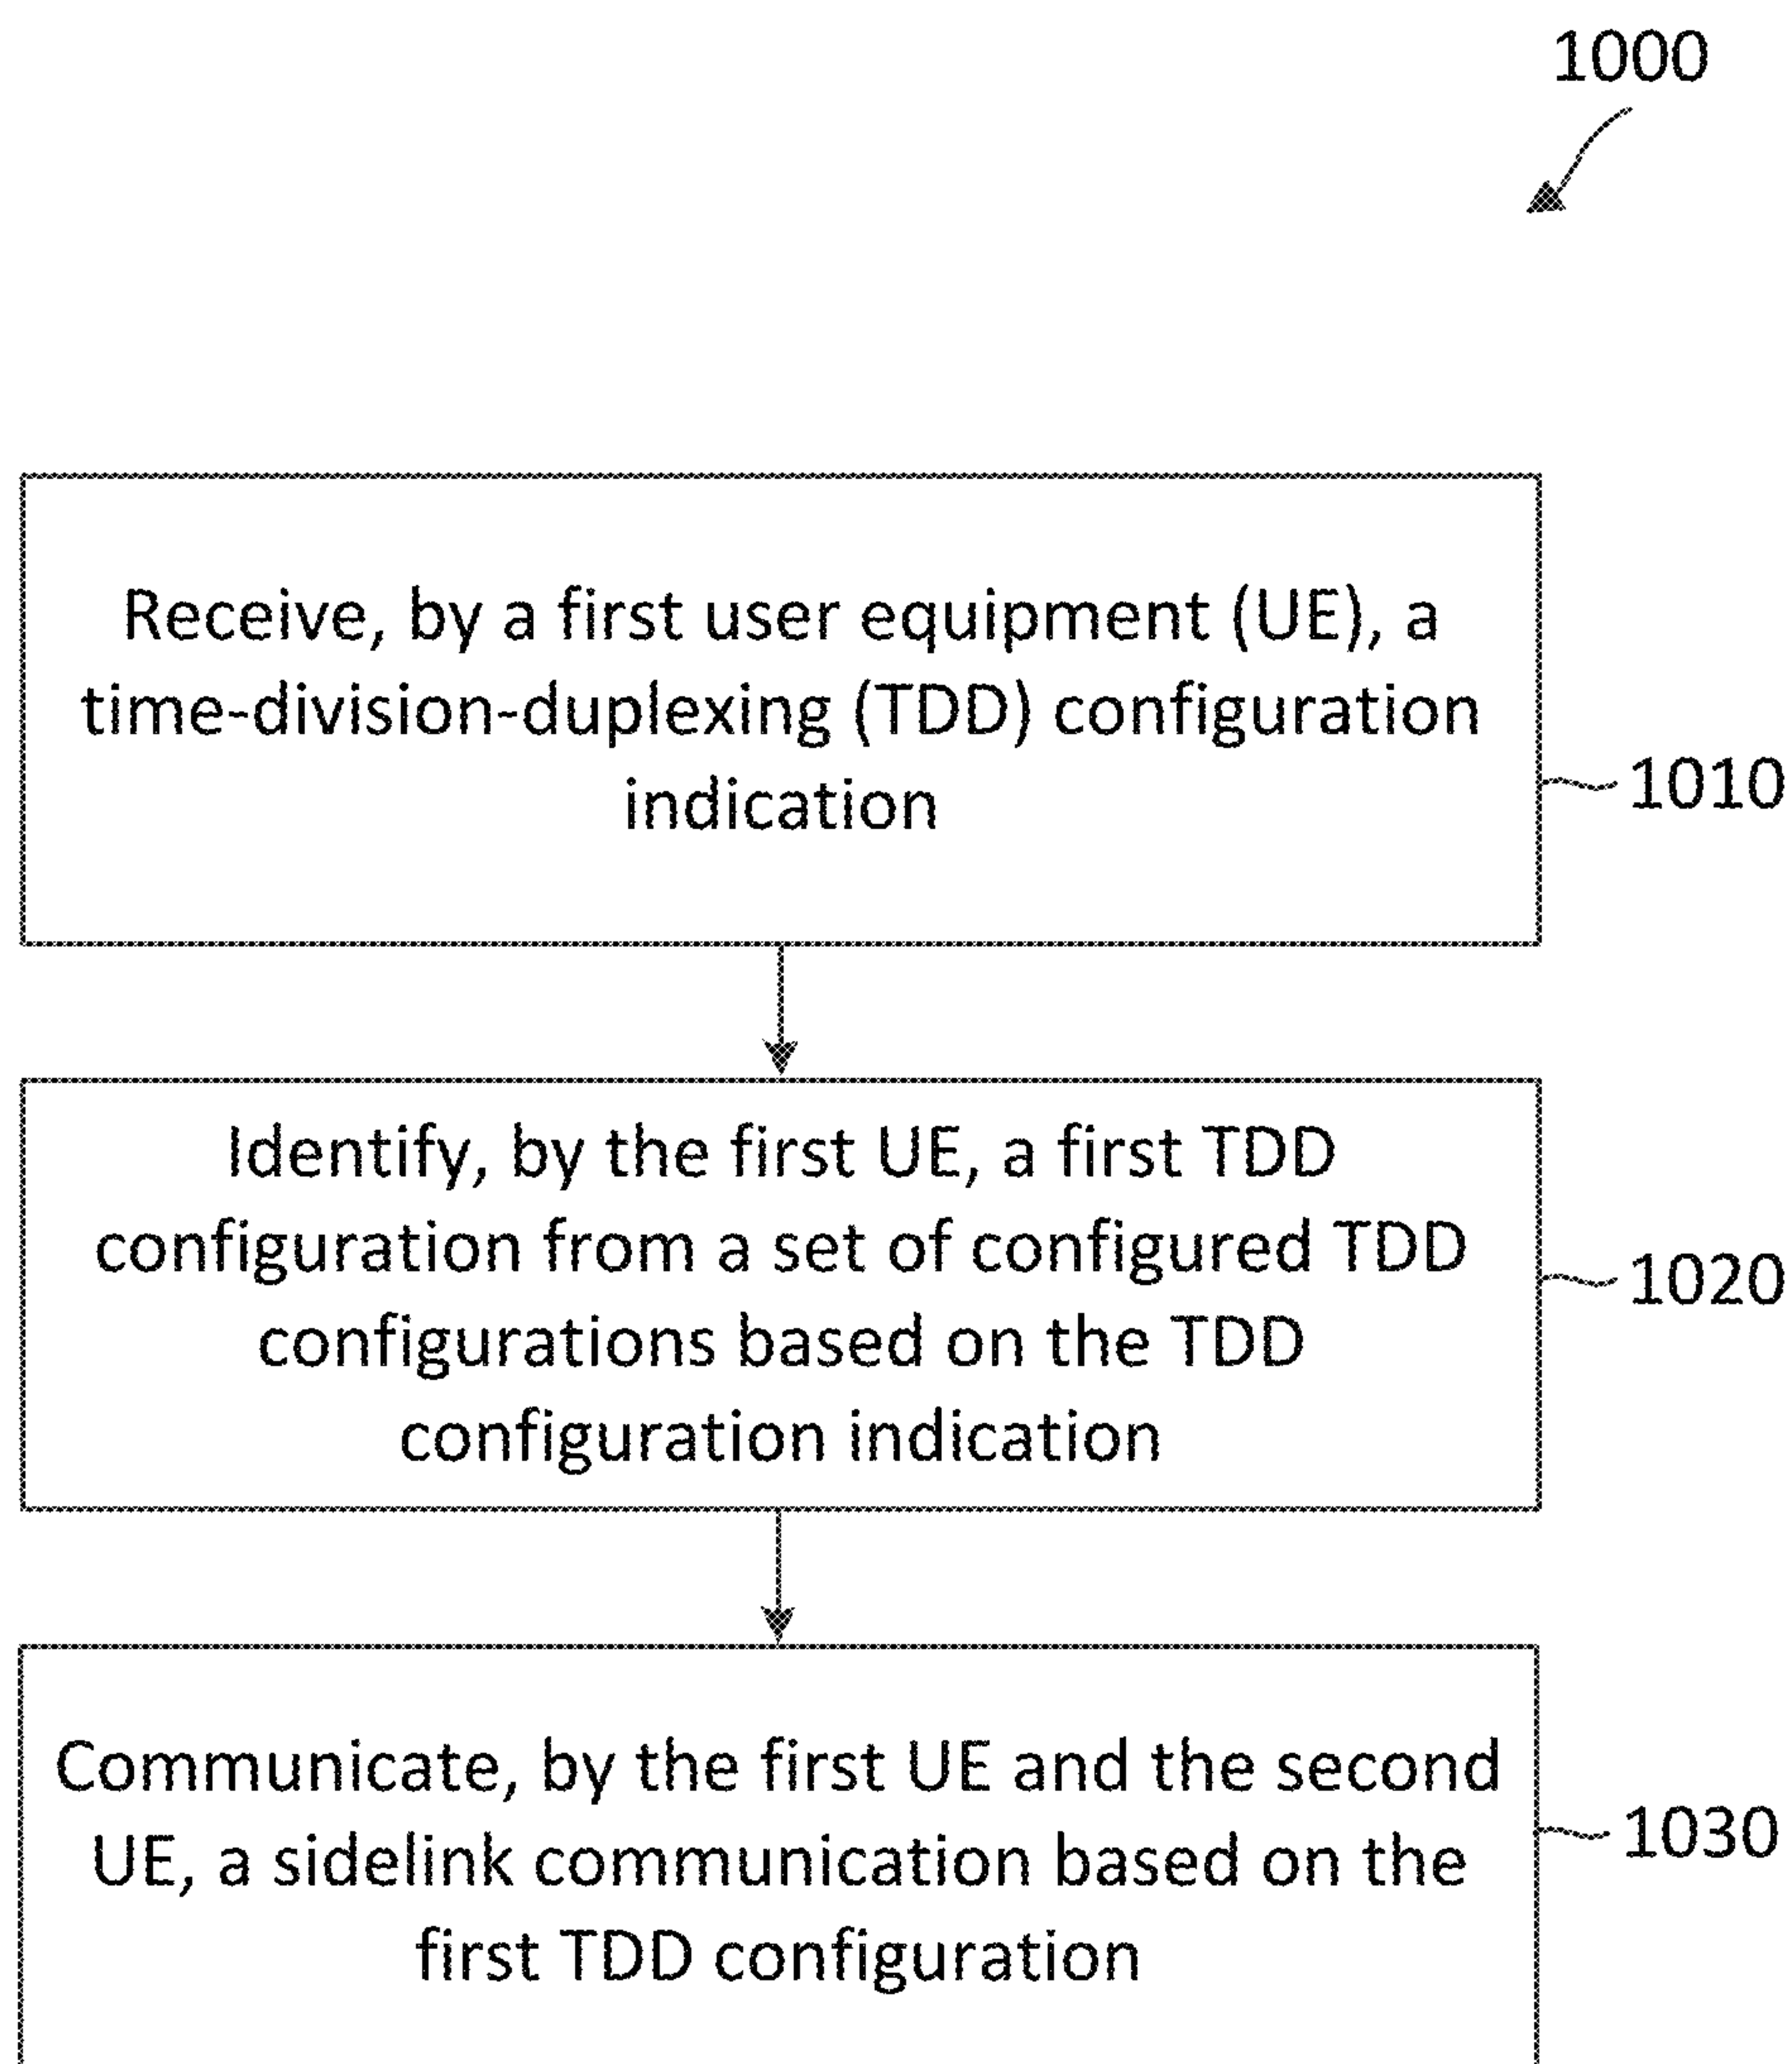 1000
Receive, by a first user equipment (UE), a
time-division-duplexing (TDD) configuration
indication
1010
Identify, by the first UE, a first TDD
configuration from a set of configured TDD
configurations based on the TDD
configuration indication
1020
Communicate, by the first UE and the second
UE, a sidelink communication based on the
first TDD configuration
1030